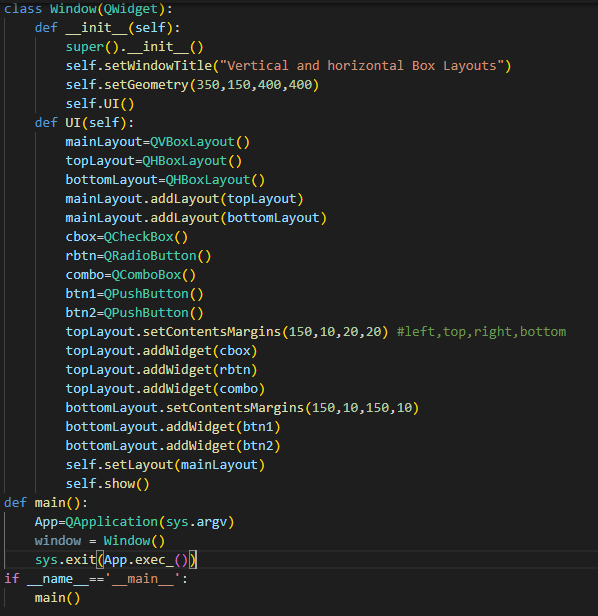 class Window(QWidget):
    def __init__(self):
        super().__init__()
        self.setWindowTitle("Vertical and horizontal Box Layouts")
        self.setGeometry(350,150,400,400)
        self.UI()
    def UI(self):
        mainLayout=QVBoxLayout()
        topLayout=QHBoxLayout()
        bottomLayout=QHBoxLayout()
        mainLayout.addLayout(topLayout)
        mainLayout.addLayout(bottomLayout)
        cbox=QCheckBox()
        rbtn=QRadioButton()
        combo=QComboBox()
        btn1=QPushButton()
        btn2=QPushButton()
        topLayout.setContentsMargins(150,10,20,20) #left,top,right,bottom
        topLayout.addWidget(cbox)
        topLayout.addWidget(rbtn)
        topLayout.addWidget(combo)
        bottomLayout.setContentsMargins(150,10,150,10)
        bottomLayout.addWidget(btn1)
        bottomLayout.addWidget(btn2)
        self.setLayout(mainLayout)
        self.show()
def main():
    App=QApplication(sys.argv)
    window = Window()
    sys.exit(App.exec_())
if __name__=='__main__':
    main()